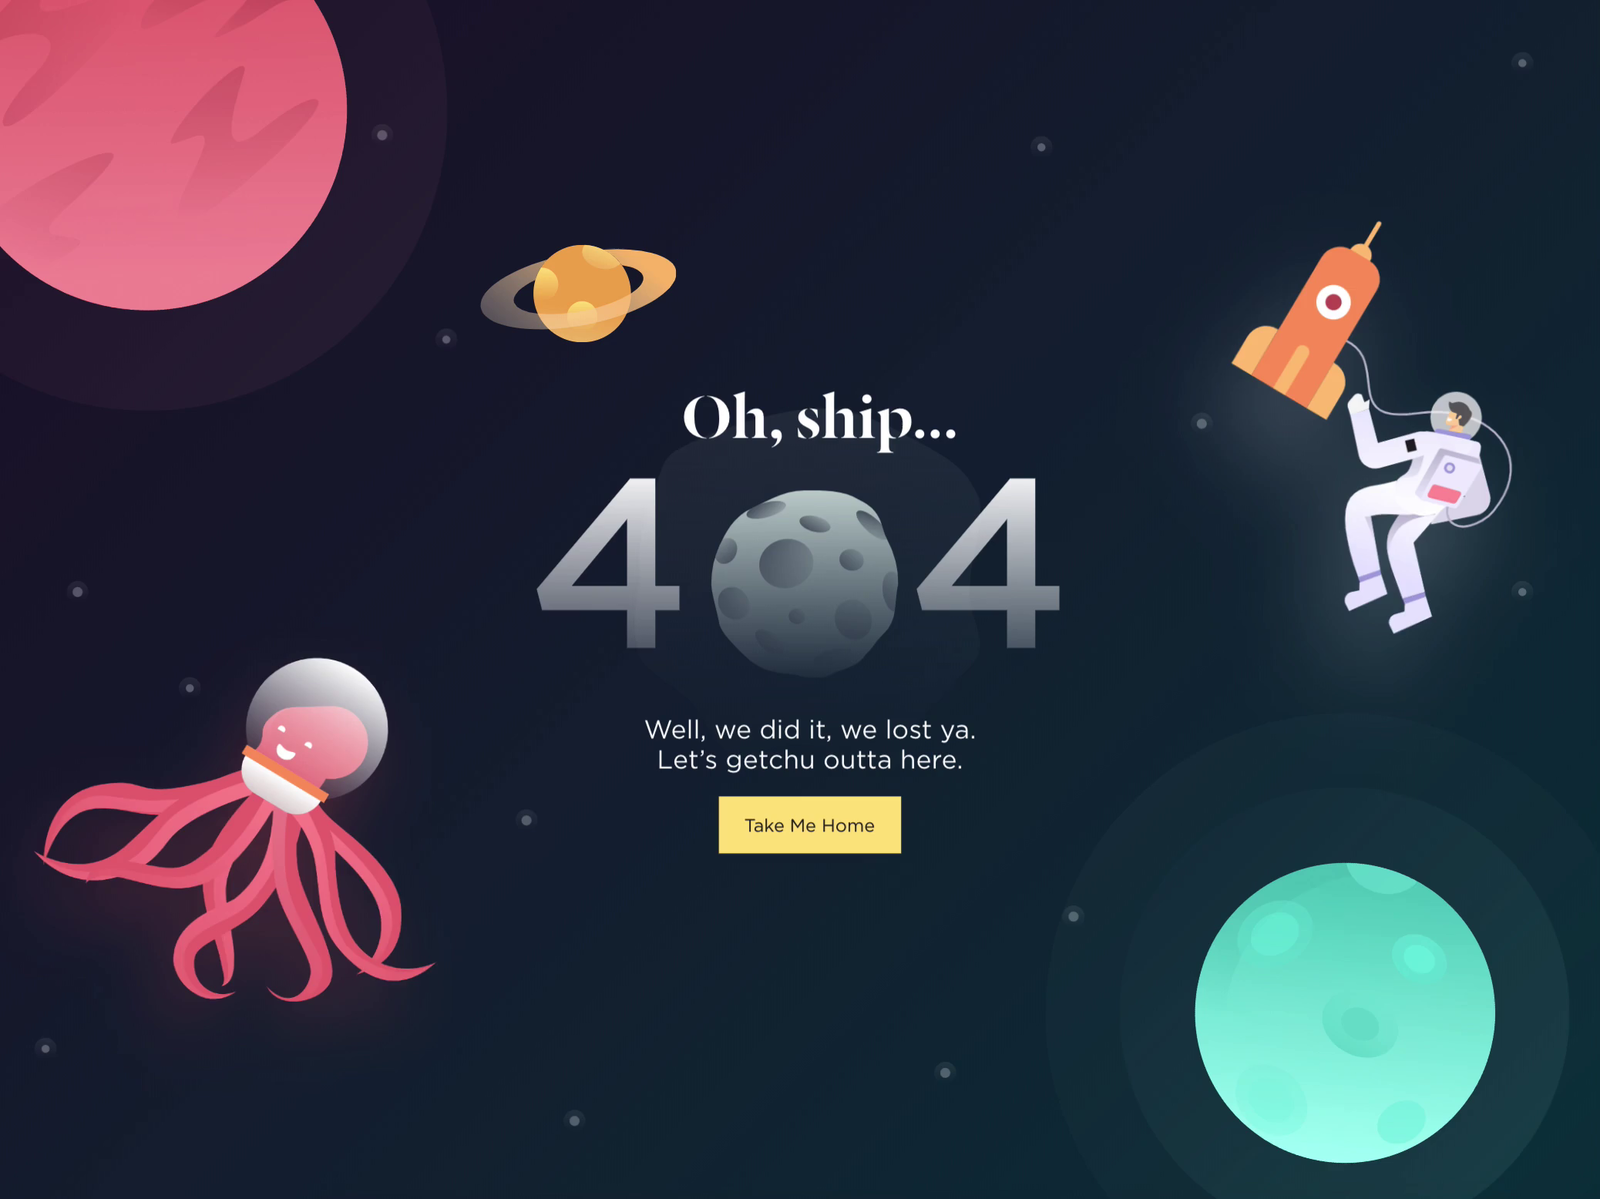 Oh, ship...
404
Well, we did it, we lost ya.
Let’s getchu outta here.
Take Me Home